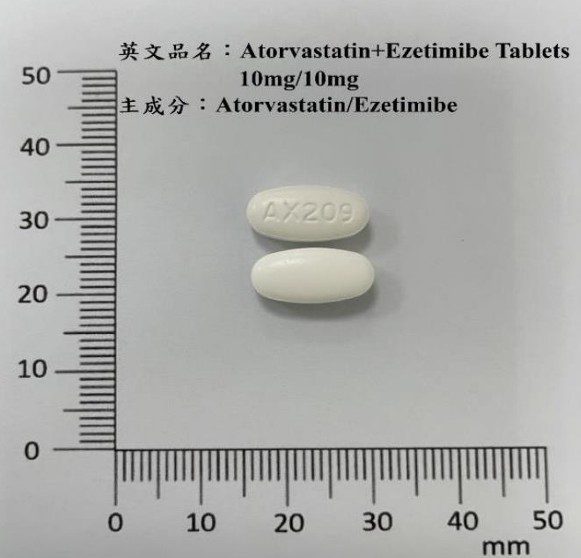 英文品名：Atorvastatin+Ezetimibe Tablets
10mg/10mg
主成分：Atorvastatin/Ezetimibe
50
40
30
20
10
0
AX209
0 10 20 30 40 50
mm